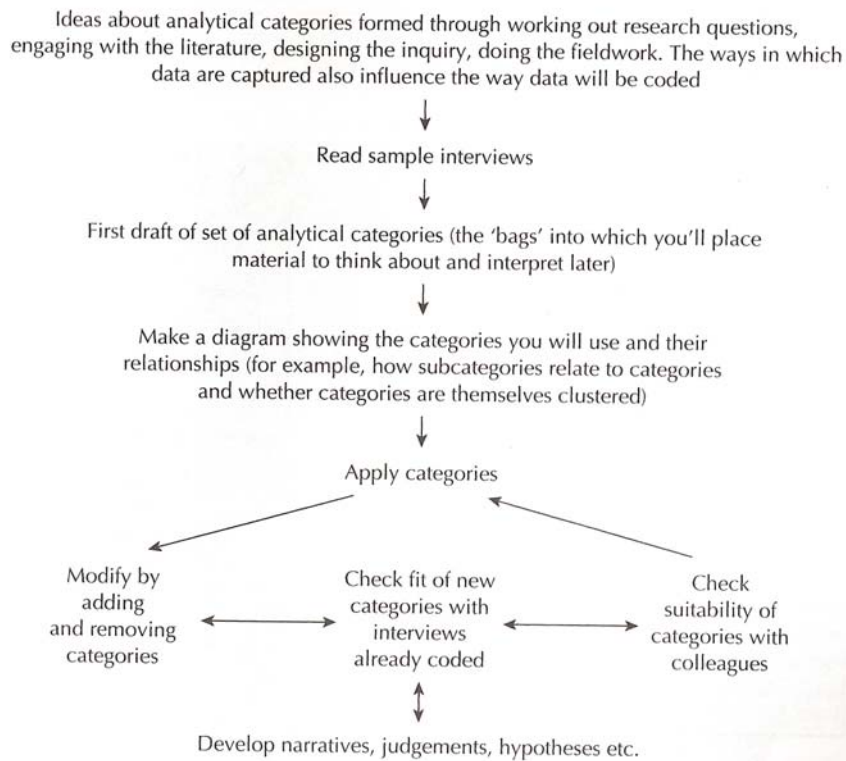 Ideas about analytical categories formed through working out research questions,
engaging with the literature, designing the inquiry, doing the fieldwork. The ways in which
data are captured also influence the way data will be coded
Read sample interviews
First draft of set of analytical categories (the 'bags' into which you'll place
material to think about and interpret later)
Make a diagram showing the categories you will use and their
relationships (for example, how subcategories relate to categories
and whether categories are themselves clustered)
Apply categories
Modify by
adding
and removing
categories
Check fit of new
categories with
interviews
already coded
Check
suitability of
categories with
colleagues
Develop narratives, judgements, hypotheses etc.